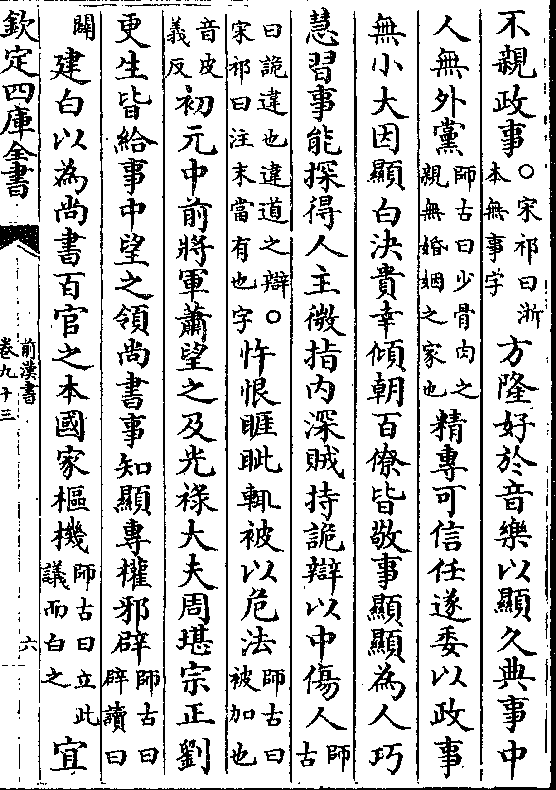 不親政事○宋祁曰浙本無事字方隆好於音樂以顯久典事中
人無外黨師古曰少骨肉之親無婚姻之家也精專可信任遂委以政事
無小大因顯白決貴幸傾朝百僚皆敬事顯顯為人巧
慧習事能探得人主微指内深賊持詭辯以中傷人師古
曰詭違也違道之辯○宋祁曰注末當有也字忤恨睚眦輒被以危法師古曰被加也
音皮義反初元中前將軍蕭望之及光祿大夫周堪宗正劉
更生皆給事中望之領尚書事知顯專權邪辟師古曰辟讀曰
闢建白以為尚書百官之本國家樞機師古曰立此議而白之宜
欽定四庫全書
前漢書
卷九十三
六